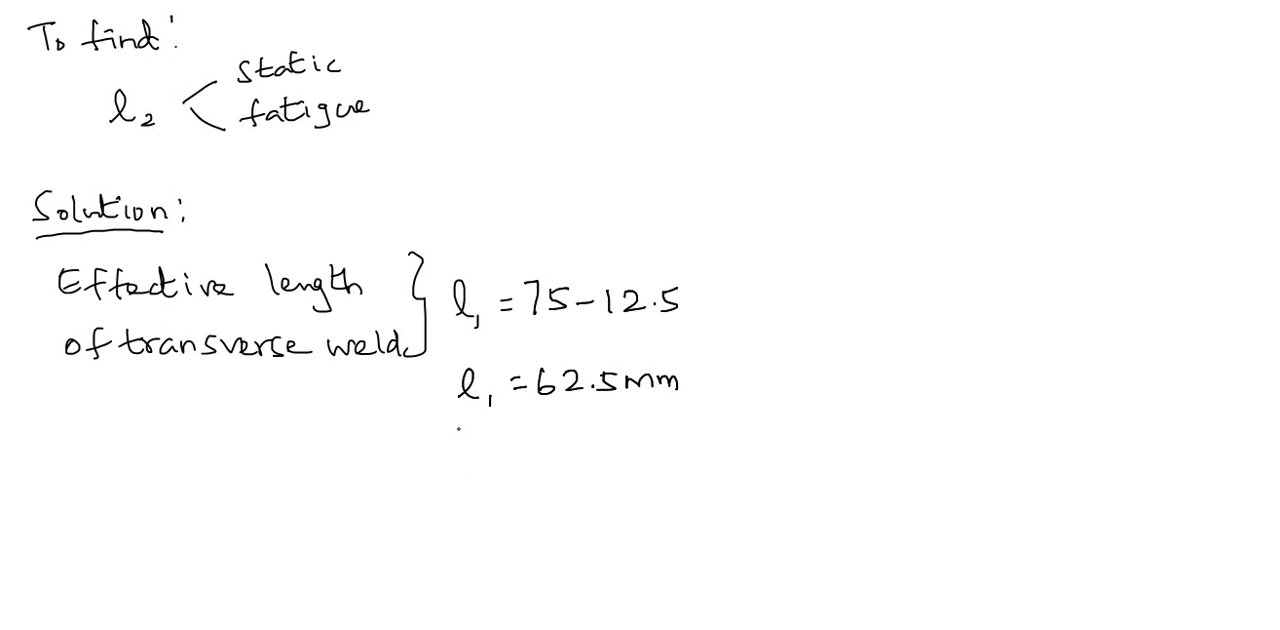 To find:
l₂ < static
fatigue
Solution:
Effective length
of transverse weld } l₁ = 75-12.5
l₁ = 62.5mm